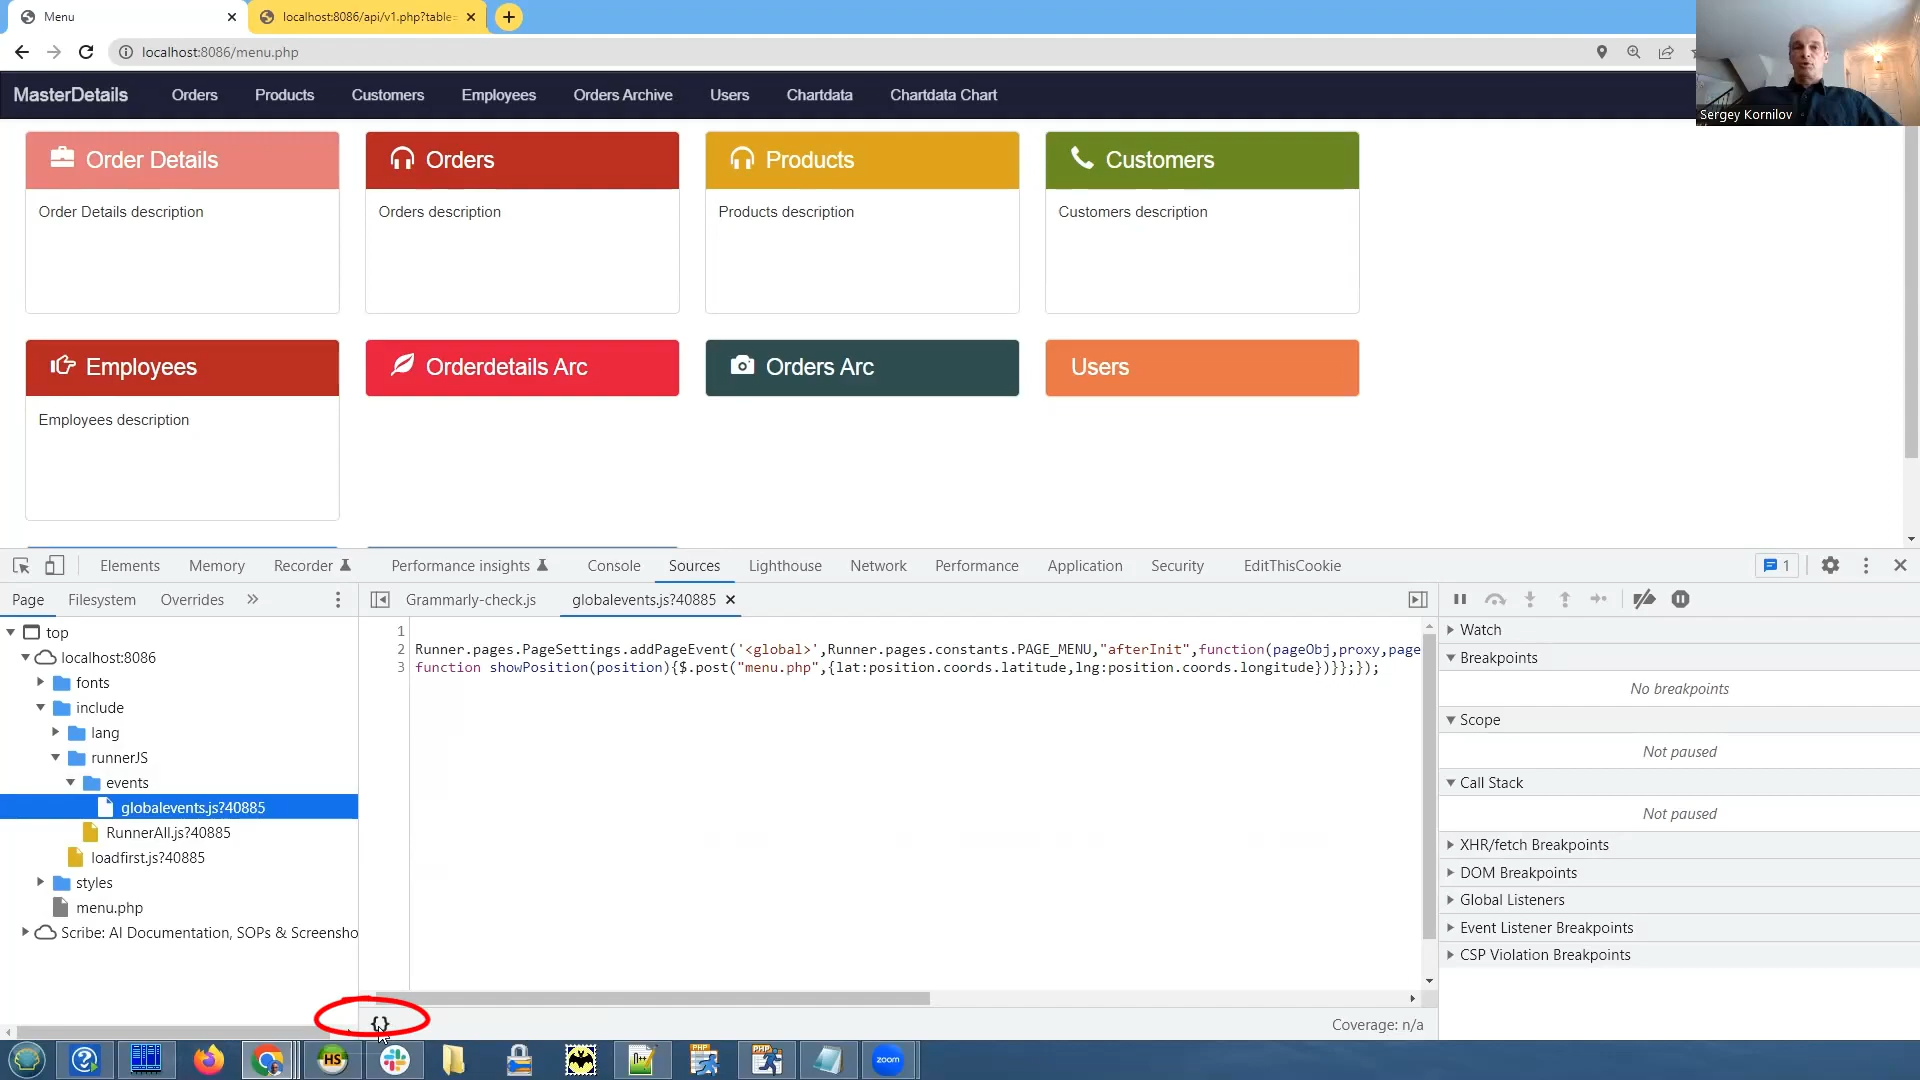 Menu
localhost:8086/api/v1.php?table=
localhost:8086/menu.php
Sergey Kornilov
MasterDetails
Orders
Products
Customers
Employees
Orders Archive
Users
Chartdata
Chartdata Chart
Order Details
Orders
Products
Customers
Order Details description
Orders description
Products description
Customers description
Employees
Orderdetails Arc
Orders Arc
Users
Employees description
Elements
Memory
Recorder
Performance insights
Console
Sources
Lighthouse
Network
Performance
Application
Security
EditThisCookie
1
Page
Filesystem
Overrides
»
Grammarly-check.js
globalevents.js?40885
top
localhost:8086
fonts
include
lang
runnerJS
events
globalevents.js?40885
RunnerAll.js?40885
loadfirst.js?40885
styles
menu.php
Scribe: AI Documentation, SOPs & Screensho
1
2 Runner.pages.PageSettings.addPageEvent('<global>',Runner.pages.constants.PAGE_MENU,"afterInit",function(pageObj,proxy,page
3 function showPosition(position){$.post("menu.php",{lat:position.coords.latitude,lng:position.coords.longitude})}};});
{}
Coverage: n/a
Watch
Breakpoints
No breakpoints
Scope
Not paused
Call Stack
Not paused
XHR/fetch Breakpoints
DOM Breakpoints
Global Listeners
Event Listener Breakpoints
CSP Violation Breakpoints
HS
PHP
PHP
zoom